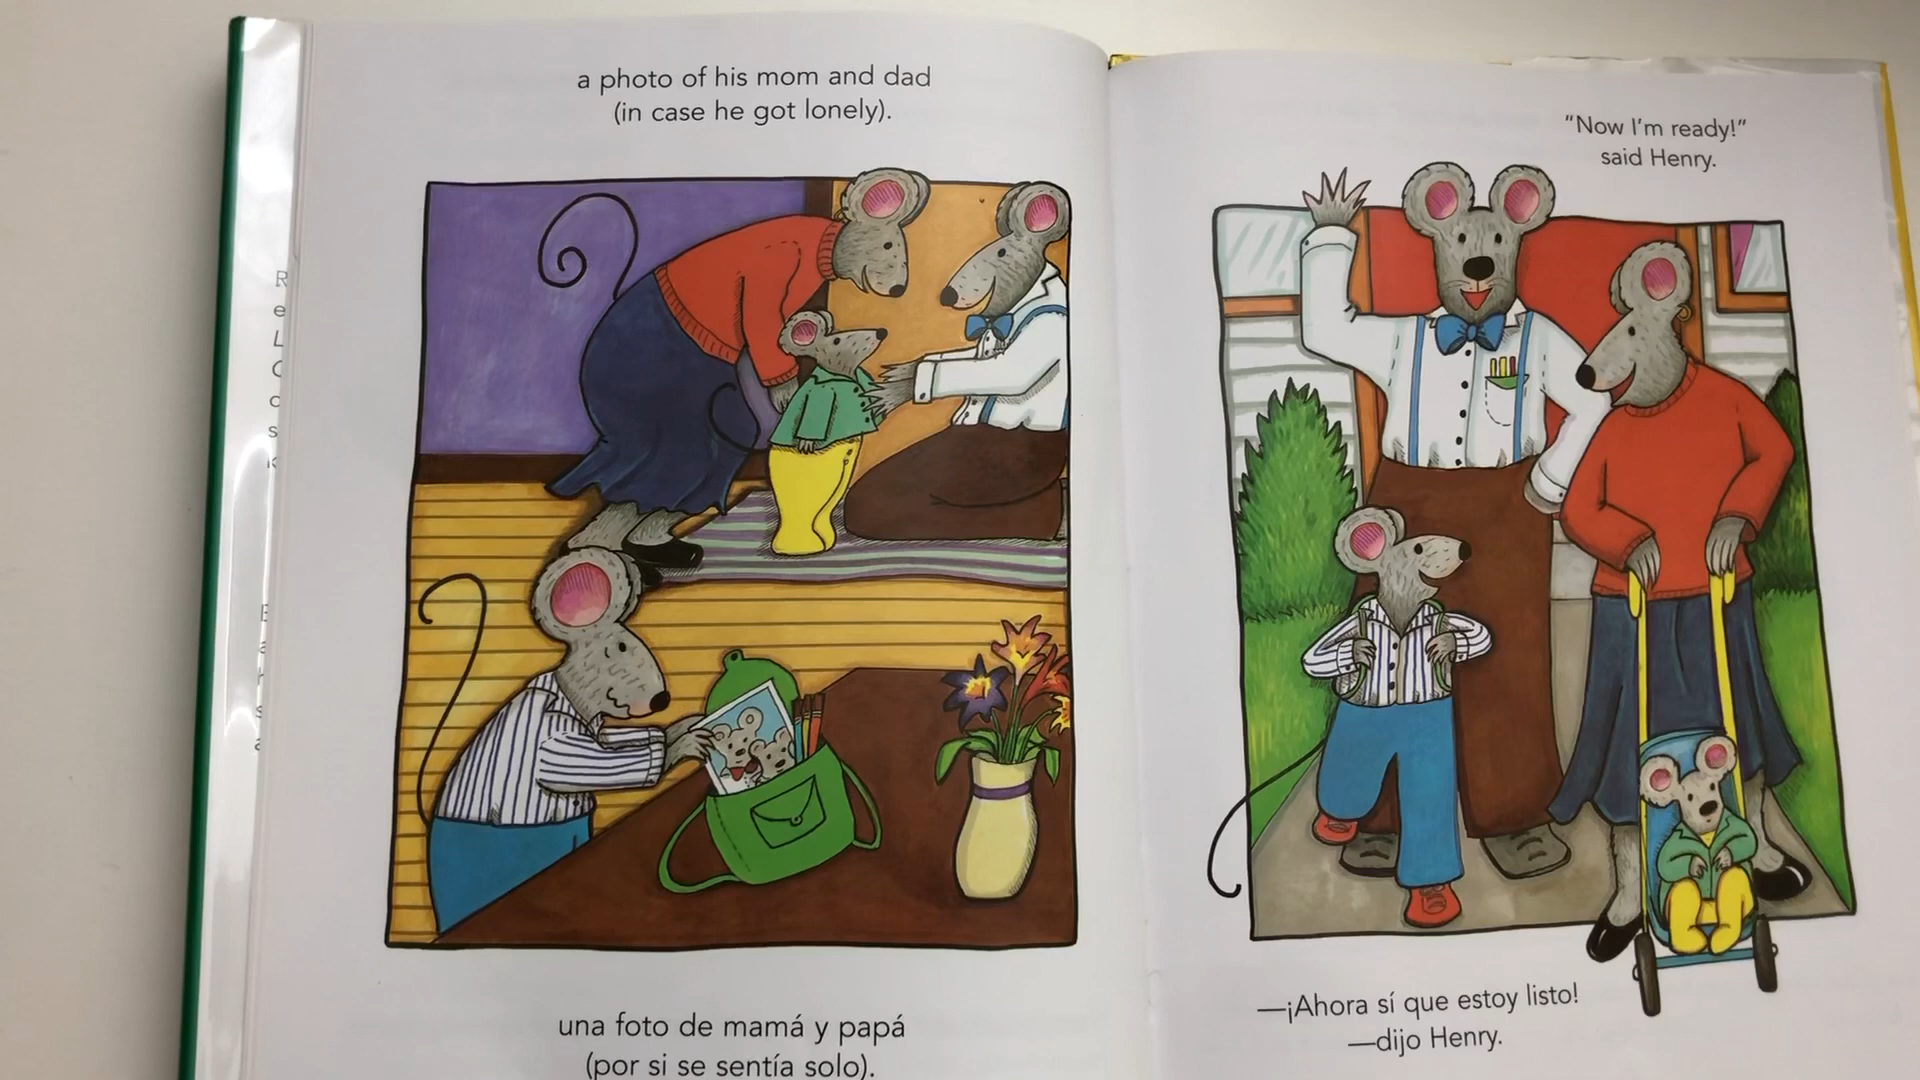 a photo of his mom and dad
(in case he got lonely).
una foto de mamá y papá
(por si se sentía solo).
"Now I'm ready!"
said Henry.
—¡Ahora sí que estoy listo!
—dijo Henry.